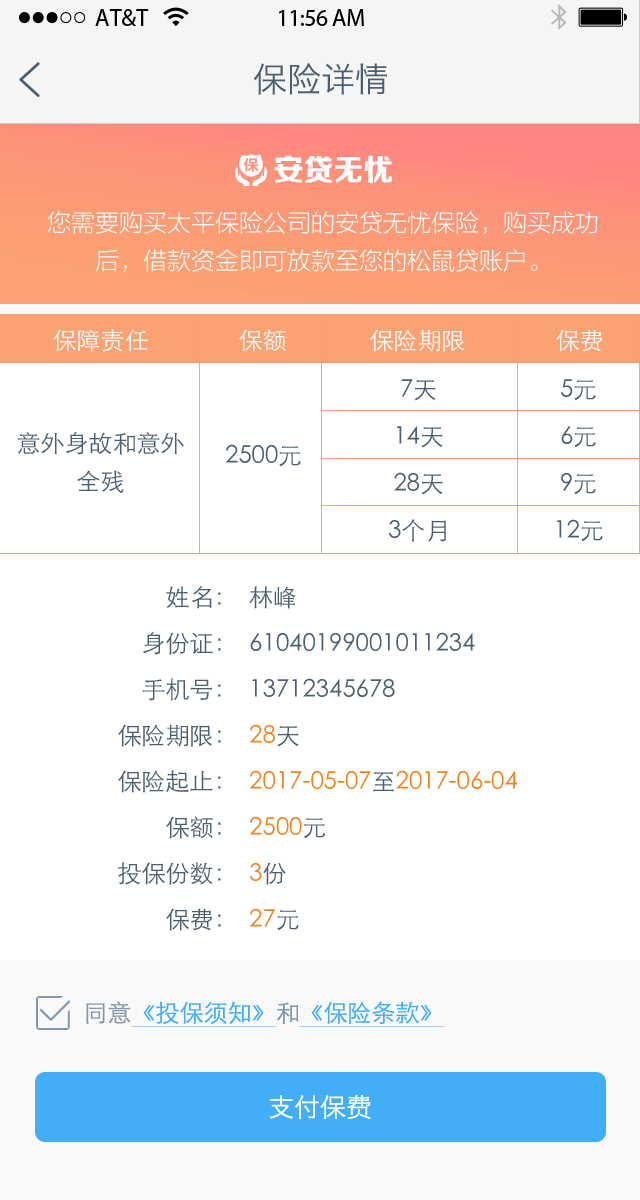 AT&T 11:56 AM
保险详情
保 安贷无忧
您需要购买太平保险公司的安贷无忧保险，购买成功
后，借款资金即可放款至您的松鼠贷账户。
保障责任 保额 保险期限 保费
意外身故和意外
全残
2500元
7天 5元
14天 6元
28天 9元
3个月 12元
姓名： 林峰
身份证： 61040199001011234
手机号： 13712345678
保险期限： 28天
保险起止： 2017-05-07至2017-06-04
保额： 2500元
投保份数： 3份
保费： 27元
同意《投保须知》和《保险条款》
支付保费